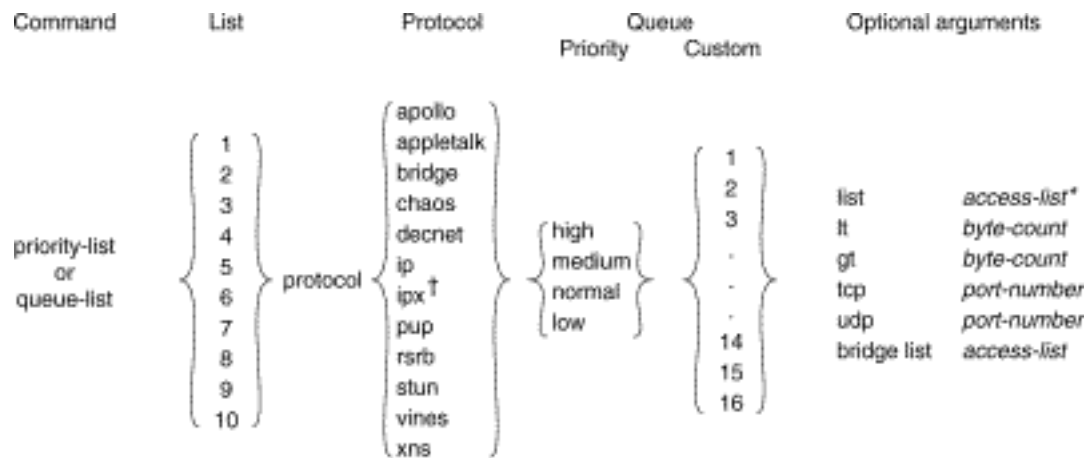 Command List Protocol Queue Optional arguments
Priority Custom
priority-list
or
queue-list
1
2
3
4
5
6
7
8
9
10
protocol
apollo
appletalk
bridge
chaos
decnet
ip
ipx†
pup
rsrb
stun
vines
xns
high
medium
normal
low
1
2
3
.
.
.
14
15
16
list access-list*
lt byte-count
gt byte-count
tcp port-number
udp port-number
bridge list access-list